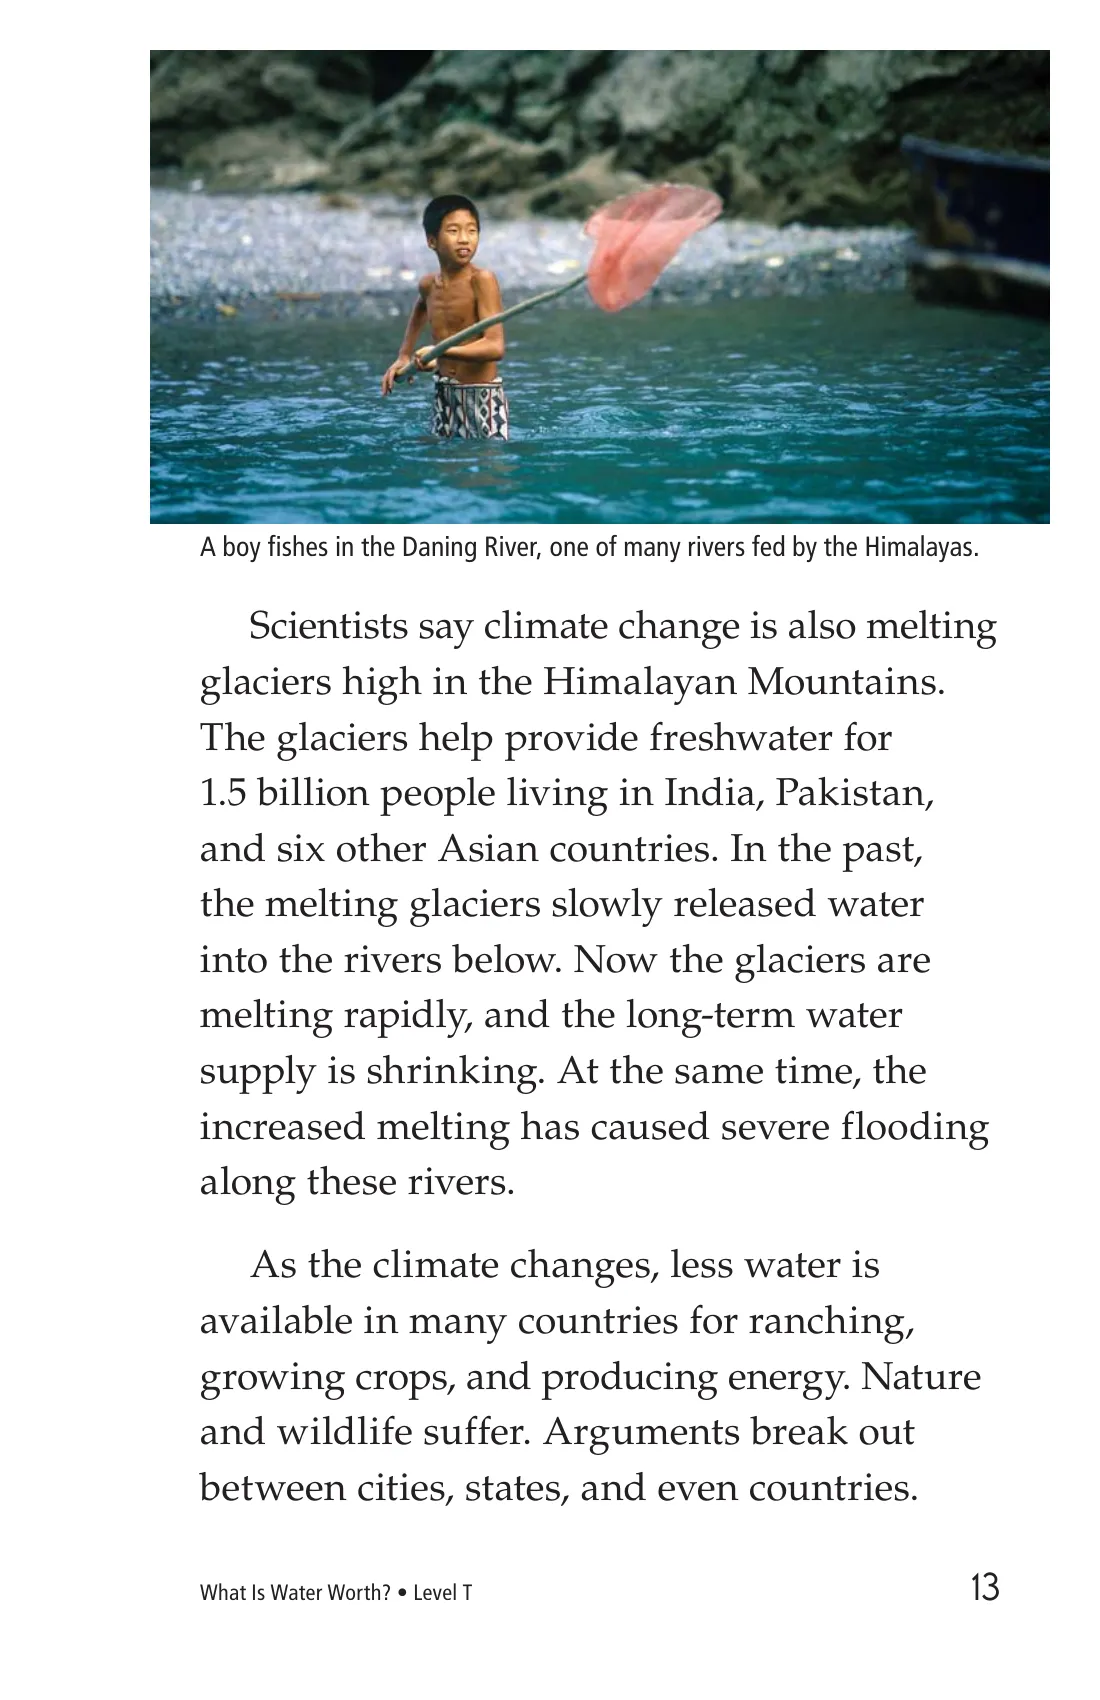 A boy fishes in the Daning River, one of many rivers fed by the Himalayas.
Scientists say climate change is also melting
glaciers high in the Himalayan Mountains.
The glaciers help provide freshwater for
1.5 billion people living in India, Pakistan,
and six other Asian countries. In the past,
the melting glaciers slowly released water
into the rivers below. Now the glaciers are
melting rapidly, and the long-term water
supply is shrinking. At the same time, the
increased melting has caused severe flooding
along these rivers.
As the climate changes, less water is
available in many countries for ranching,
growing crops, and producing energy. Nature
and wildlife suffer. Arguments break out
between cities, states, and even countries.
What Is Water Worth? • Level T 13